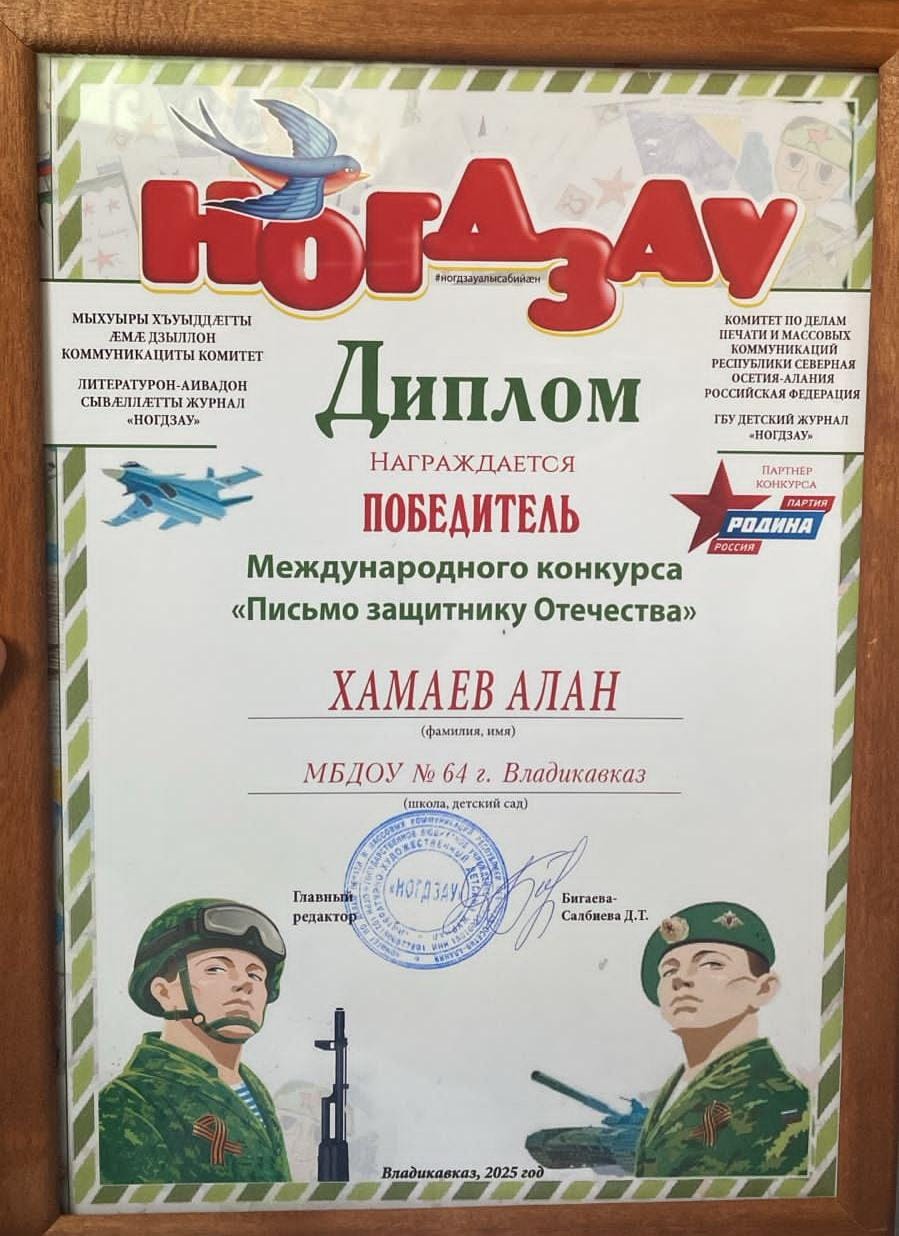 НОГДЗАУ
#ногдзауалысабийæн
МЫХУЫРЫ ХЪУЫДДÆГТЫ
ÆМÆ ДЗЫЛЛОН
КОММУНИКАЦИТЫ КОМИТЕТ
ЛИТЕРАТУРОН-АИВАДОН
СЫВÆЛЛÆТТЫ ЖУРНАЛ
«НОГДЗАУ»
КОМИТЕТ ПО ДЕЛАМ
ПЕЧАТИ И МАССОВЫХ
КОММУНИКАЦИЙ
РЕСПУБЛИКИ СЕВЕРНАЯ
ОСЕТИЯ-АЛАНИЯ
РОССИЙСКАЯ ФЕДЕРАЦИЯ
ГБУ ДЕТСКИЙ ЖУРНАЛ
«НОГДЗАУ»
Диплом
НАГРАЖДАЕТСЯ
ПОБЕДИТЕЛЬ
ПАРТНЁР
КОНКУРСА
ПАРТИЯ
РОДИНА
РОССИЯ
Международного конкурса
«Письмо защитнику Отечества»
ХАМАЕВ АЛАН
(фамилия, имя)
МБДОУ № 64 г. Владикавказ
(школа, детский сад)
Главный
редактор
«НОГДЗАУ»
Бигаева-
Салбиева Д.Т.
Владикавказ, 2025 год